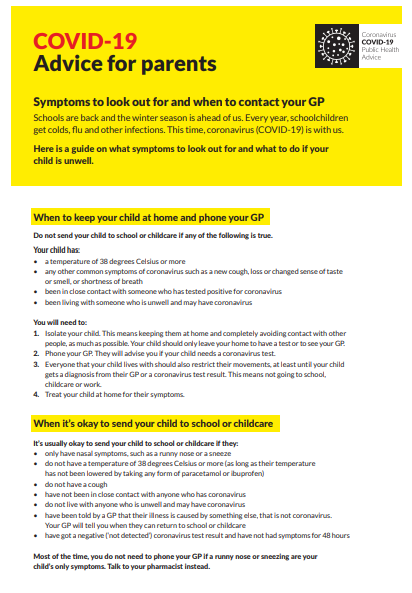 COVID-19
Advice for parents
Coronavirus
COVID-19
Public Health
Advice
Symptoms to look out for and when to contact your GP
Schools are back and the winter season is ahead of us. Every year, schoolchildren
get colds, flu and other infections. This time, coronavirus (COVID-19) is with us.
Here is a guide on what symptoms to look out for and what to do if your
child is unwell.
When to keep your child at home and phone your GP
Do not send your child to school or childcare if any of the following is true.
Your child has:
• a temperature of 38 degrees Celsius or more
• any other common symptoms of coronavirus such as a new cough, loss or changed sense of taste
or smell, or shortness of breath
• been in close contact with someone who has tested positive for coronavirus
• been living with someone who is unwell and may have coronavirus
You will need to:
1. Isolate your child. This means keeping them at home and completely avoiding contact with other
people, as much as possible. Your child should only leave your home to have a test or to see your GP.
2. Phone your GP. They will advise you if your child needs a coronavirus test.
3. Everyone that your child lives with should also restrict their movements, at least until your child
gets a diagnosis from their GP or a coronavirus test result. This means not going to school,
childcare or work.
4. Treat your child at home for their symptoms.
When it's okay to send your child to school or childcare
It's usually okay to send your child to school or childcare if they:
• only have nasal symptoms, such as a runny nose or a sneeze
• do not have a temperature of 38 degrees Celsius or more (as long as their temperature
has not been lowered by taking any form of paracetamol or ibuprofen)
• do not have a cough
• have not been in close contact with anyone who has coronavirus
• do not live with anyone who is unwell and may have coronavirus
• have been told by a GP that their illness is caused by something else, that is not coronavirus.
Your GP will tell you when they can return to school or childcare
• have got a negative ('not detected') coronavirus test result and have not had symptoms for 48 hours
Most of the time, you do not need to phone your GP if a runny nose or sneezing are your
child's only symptoms. Talk to your pharmacist instead.